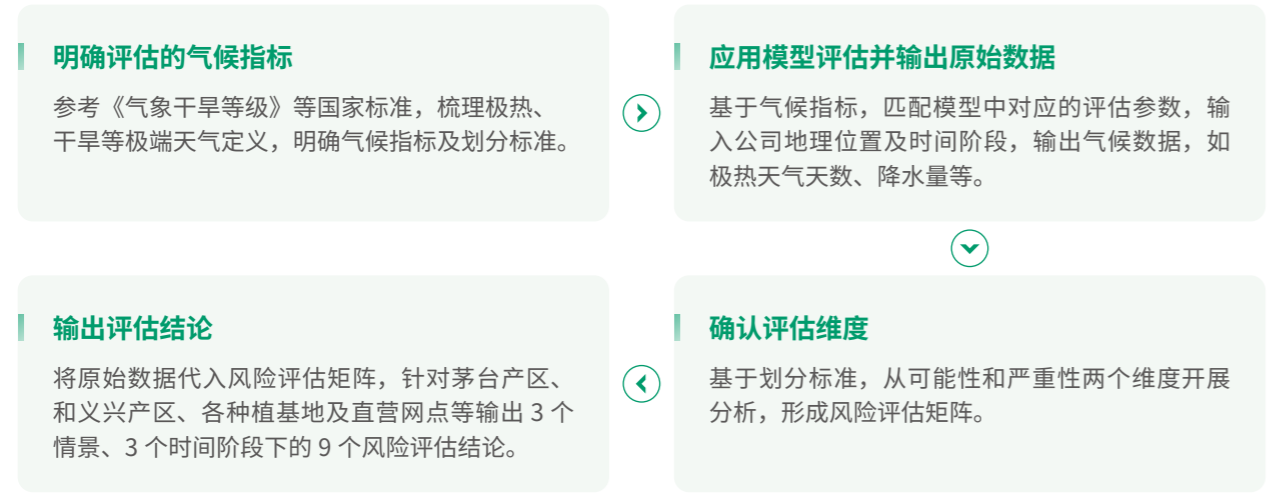 明确评估的气候指标
参考《气象干旱等级》等国家标准，梳理极热、
干旱等极端天气定义，明确气候指标及划分标准。
应用模型评估并输出原始数据
基于气候指标，匹配模型中对应的评估参数，输
入公司地理位置及时间阶段，输出气候数据，如
极热天气天数、降水量等。
确认评估维度
基于划分标准，从可能性和严重性两个维度开展
分析，形成风险评估矩阵。
输出评估结论
将原始数据代入风险评估矩阵，针对茅台产区、
和义兴产区、各种植基地及直营网点等输出 3 个
情景、3 个时间阶段下的 9 个风险评估结论。